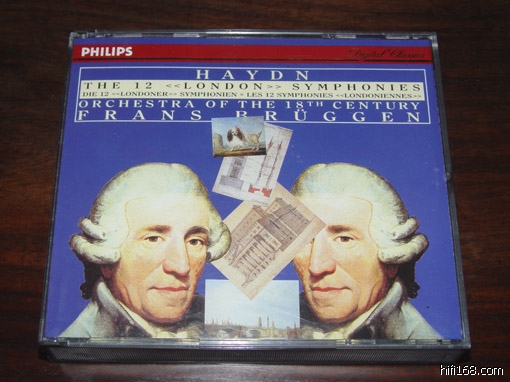 PHILIPS
Digital Classics
HAYDN
THE 12 <<LONDON>> SYMPHONIES
DIE 12 <<LONDONER>> SYMPHONIEN - LES 12 SYMPHONIES <<LONDONIENNES>>
ORCHESTRA OF THE 18TH CENTURY
FRANS BRÜGGEN
hifi168.com